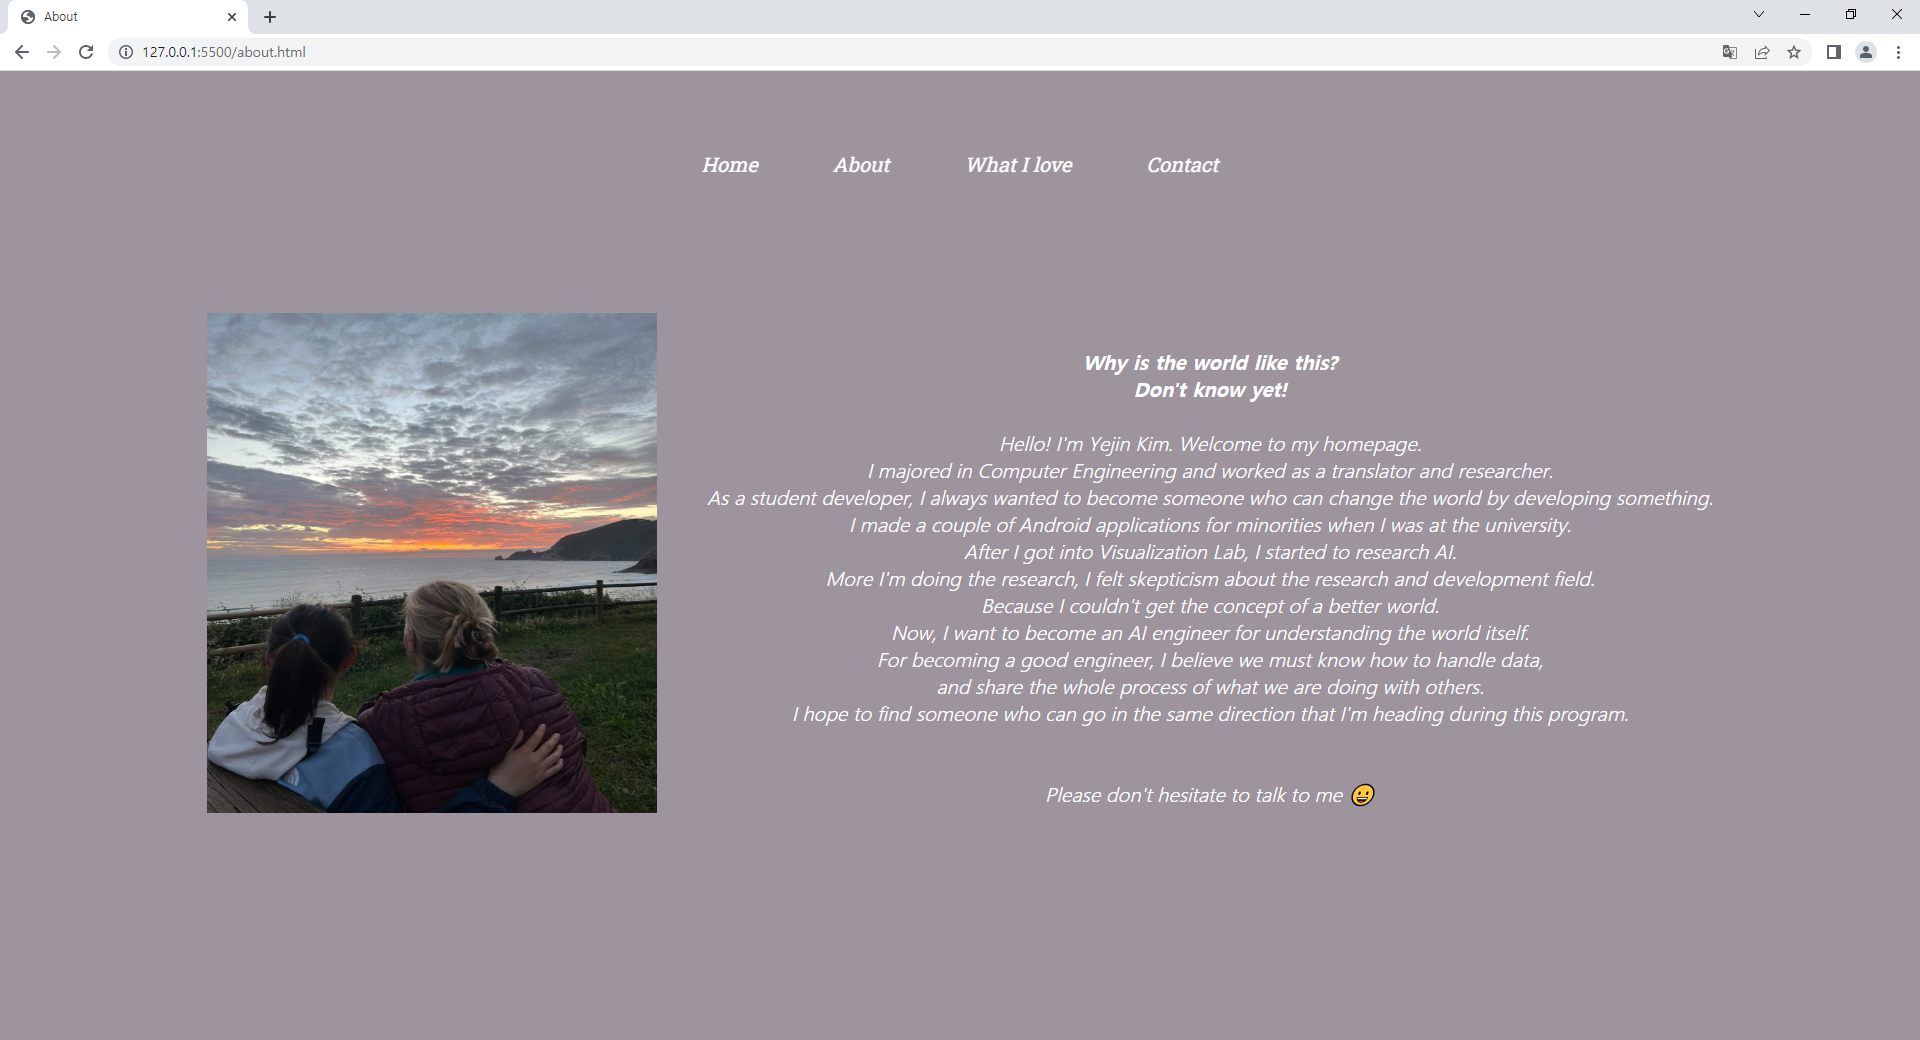 About
127.0.0.1:5500/about.html
Home About What I love Contact
Why is the world like this?
Don't know yet!
Hello! I'm Yejin Kim. Welcome to my homepage.
I majored in Computer Engineering and worked as a translator and researcher.
As a student developer, I always wanted to become someone who can change the world by developing something.
I made a couple of Android applications for minorities when I was at the university.
After I got into Visualization Lab, I started to research AI.
More I'm doing the research, I felt skepticism about the research and development field.
Because I couldn't get the concept of a better world.
Now, I want to become an AI engineer for understanding the world itself.
For becoming a good engineer, I believe we must know how to handle data,
and share the whole process of what we are doing with others.
I hope to find someone who can go in the same direction that I'm heading during this program.
Please don't hesitate to talk to me 😀